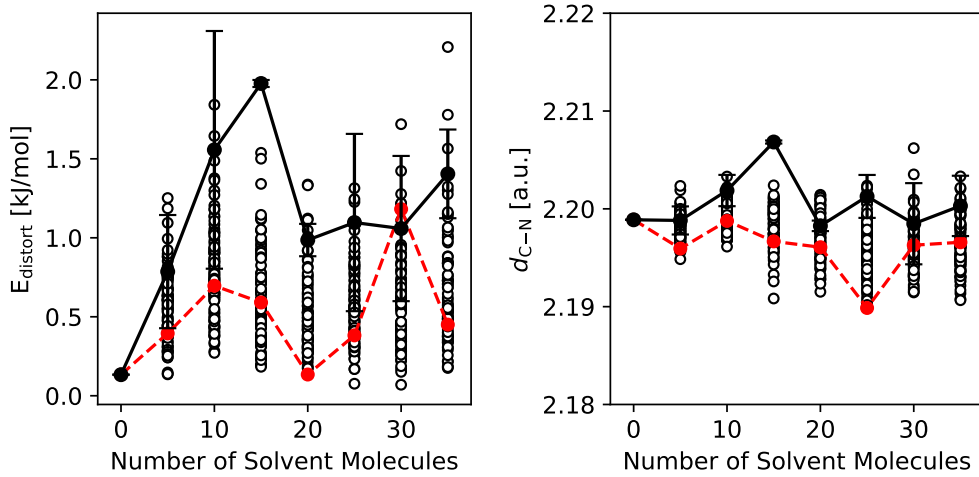 E_distort [kJ/mol]
2.0
1.5
1.0
0.5
0.0
0 10 20 30
Number of Solvent Molecules
d_C−N [a.u.]
2.22
2.21
2.20
2.19
2.18
0 10 20 30
Number of Solvent Molecules